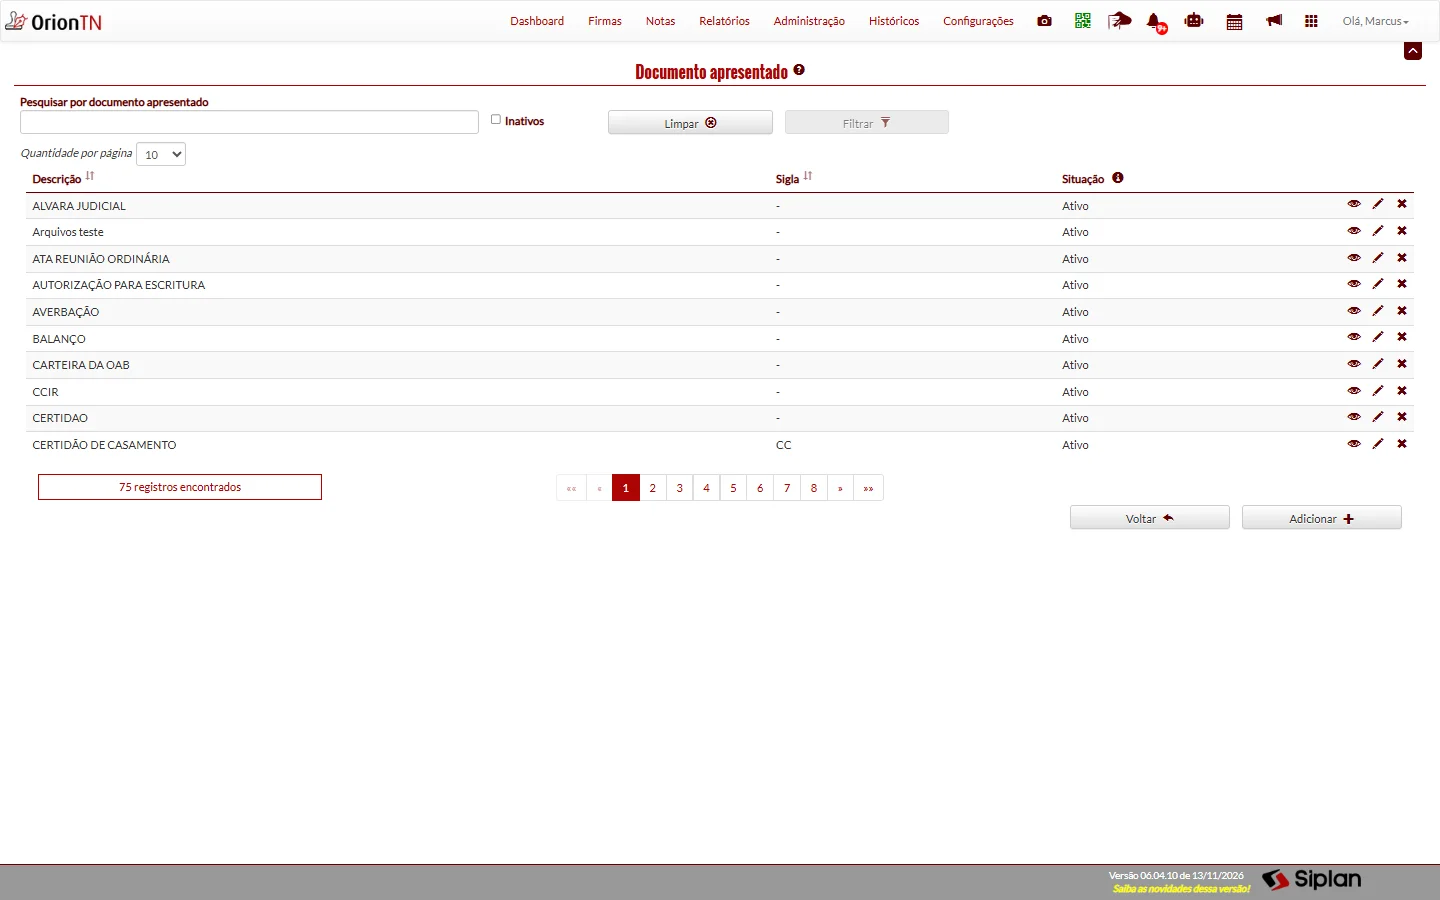 OrionTN
Dashboard Firmas Notas Relatórios Administração Históricos Configurações 9+ Olá, Marcus
Documento apresentado
Pesquisar por documento apresentado
Inativos Limpar Filtrar
Quantidade por página 10
Descrição Sigla Situação
ALVARA JUDICIAL - Ativo
Arquivos teste - Ativo
ATA REUNIÃO ORDINÁRIA - Ativo
AUTORIZAÇÃO PARA ESCRITURA - Ativo
AVERBAÇÃO - Ativo
BALANÇO - Ativo
CARTEIRA DA OAB - Ativo
CCIR - Ativo
CERTIDAO - Ativo
CERTIDÃO DE CASAMENTO CC Ativo
75 registros encontrados «« « 1 2 3 4 5 6 7 8 » »»
Voltar Adicionar
Versão 06.04.10 de 13/11/2026
Saiba as novidades dessa versão!
Siplan